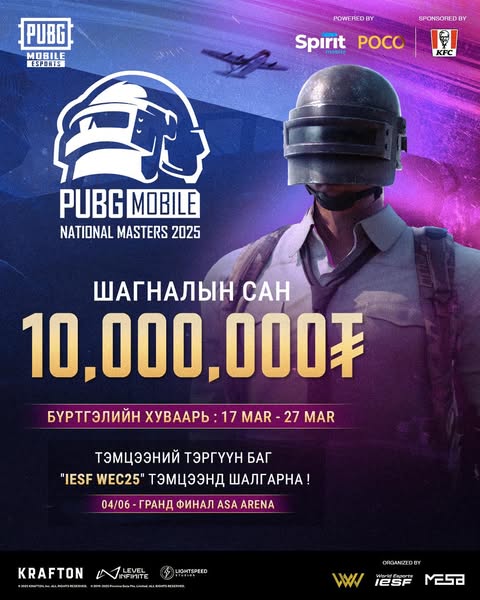 PUBG
MOBILE
ESPORTS
POWERED BY
Spirit
POCO
SPONSORED BY
KFC
PUBG MOBILE
NATIONAL MASTERS 2025
ШАГНАЛЫН САН
10,000,000₮
БҮРТГЭЛИЙН ХУВААРЬ : 17 MAR - 27 MAR
ТЭМЦЭЭНИЙ ТЭРГҮҮН БАГ
"IESF WEC25" ТЭМЦЭЭНД ШАЛГАРНА !
04/06 - ГРАНД ФИНАЛ ASA ARENA
KRAFTON
LEVEL
INFINITE
LIGHTSPEED
STUDIOS
ORGANIZED BY
World Esports
IESF
MESA